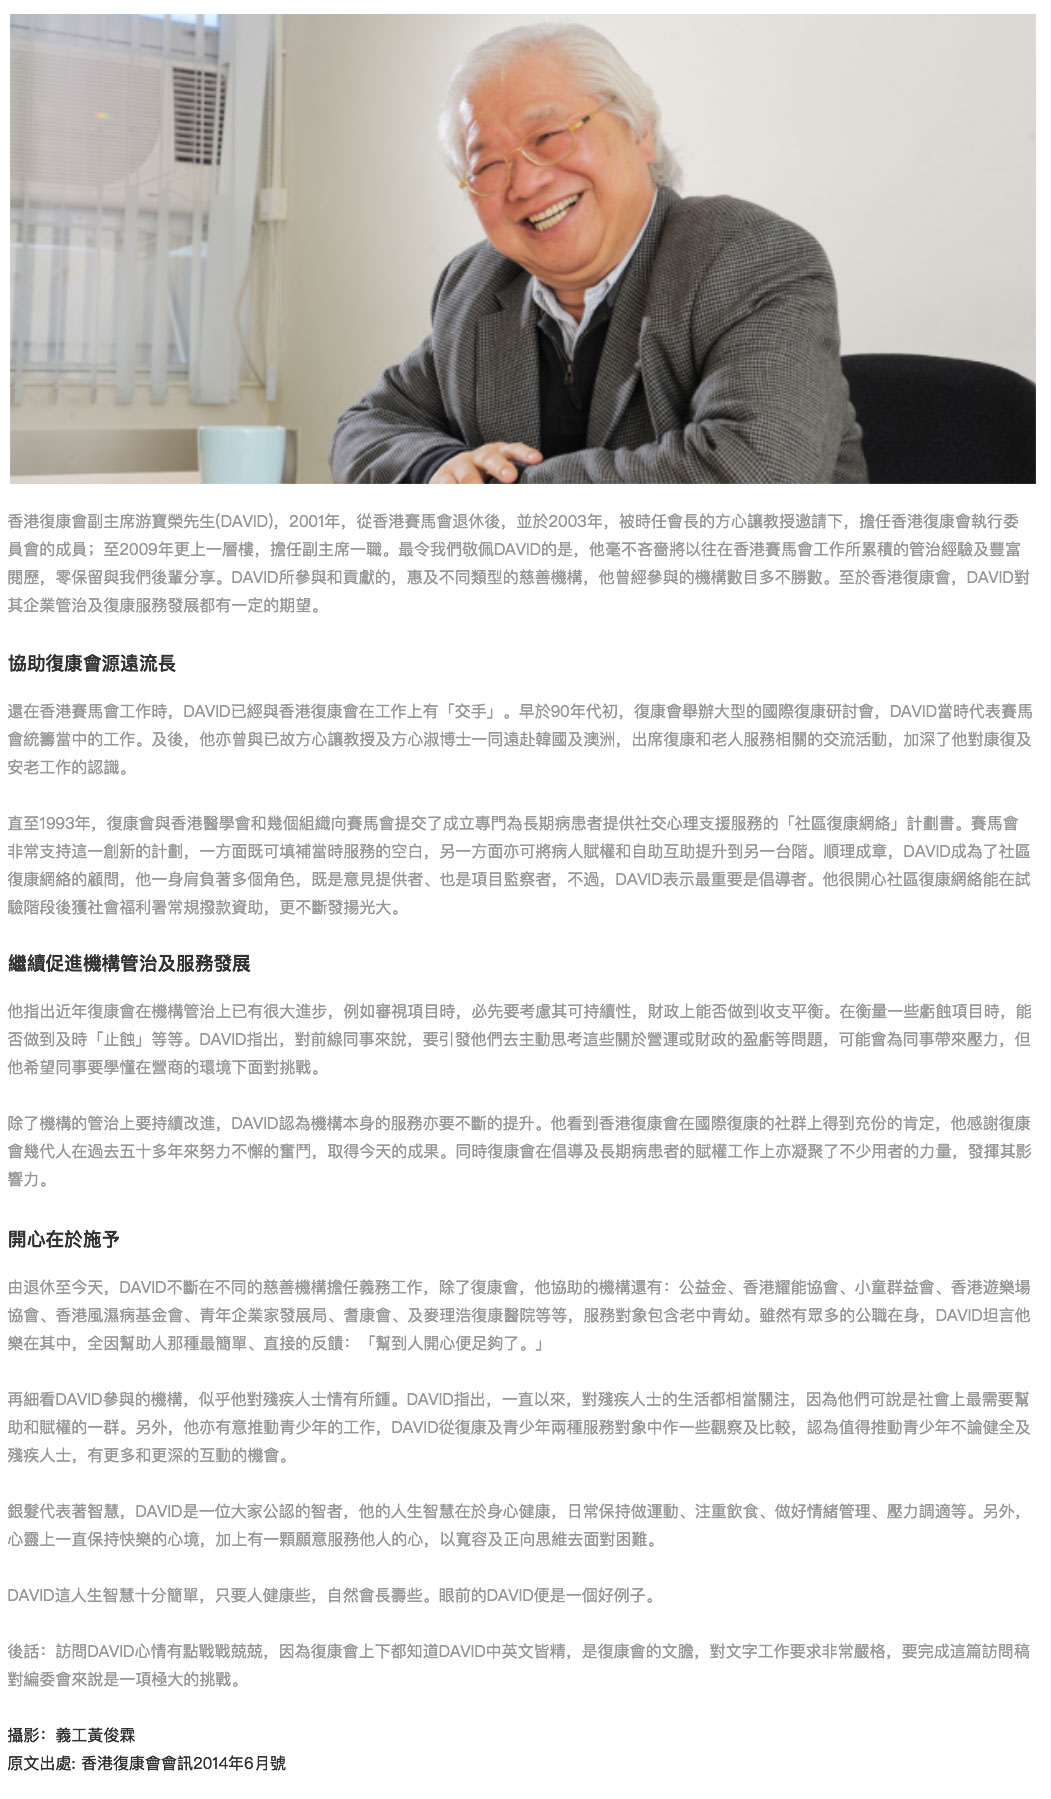 香港復康會副主席游寶榮先生(DAVID)，2001年，從香港賽馬會退休後，並於2003年，被時任會長的方心讓教授邀請下，擔任香港復康會執行委
員會的成員；至2009年更上一層樓，擔任副主席一職。最令我們敬佩DAVID的是，他毫不吝嗇將以往在香港賽馬會工作所累積的管治經驗及豐富
閱歷，零保留與我們後輩分享。DAVID所參與和貢獻的，惠及不同類型的慈善機構，他曾經參與的機構數目多不勝數。至於香港復康會，DAVID對
其企業管治及復康服務發展都有一定的期望。
協助復康會源遠流長
還在香港賽馬會工作時，DAVID已經與香港復康會在工作上有「交手」。早於90年代初，復康會舉辦大型的國際復康研討會，DAVID當時代表賽馬
會統籌當中的工作。及後，他亦曾與已故方心讓教授及方心淑博士一同遠赴韓國及澳洲，出席復康和老人服務相關的交流活動，加深了他對康復及
安老工作的認識。
直至1993年，復康會與香港醫學會和幾個組織向賽馬會提交了成立專門為長期病患者提供社交心理支援服務的「社區復康網絡」計劃書。賽馬會
非常支持這一創新的計劃，一方面既可填補當時服務的空白，另一方面亦可將病人賦權和自助互助提升到另一台階。順理成章，DAVID成為了社區
復康網絡的顧問，他一身肩負著多個角色，既是意見提供者、也是項目監察者，不過，DAVID表示最重要是倡導者。他很開心社區復康網絡能在試
驗階段後獲社會福利署常規撥款資助，更不斷發揚光大。
繼續促進機構管治及服務發展
他指出近年復康會在機構管治上已有很大進步，例如審視項目時，必先要考慮其可持續性，財政上能否做到收支平衡。在衡量一些虧蝕項目時，能
否做到及時「止蝕」等等。DAVID指出，對前線同事來說，要引發他們去主動思考這些關於營運或財政的盈虧等問題，可能會為同事帶來壓力，但
他希望同事要學懂在營商的環境下面對挑戰。
除了機構的管治上要持續改進，DAVID認為機構本身的服務亦要不斷的提升。他看到香港復康會在國際復康的社群上得到充份的肯定，他感謝復康
會幾代人在過去五十多年來努力不懈的奮鬥，取得今天的成果。同時復康會在倡導及長期病患者的賦權工作上亦凝聚了不少用者的力量，發揮其影
響力。
開心在於施予
由退休至今天，DAVID不斷在不同的慈善機構擔任義務工作，除了復康會，他協助的機構還有：公益金、香港耀能協會、小童群益會、香港遊樂場
協會、香港風濕病基金會、青年企業家發展局、耆康會、及麥理浩復康醫院等等，服務對象包含老中青幼。雖然有眾多的公職在身，DAVID坦言他
樂在其中，全因幫助人那種最簡單、直接的反饋：「幫到人開心便足夠了。」
再細看DAVID參與的機構，似乎他對殘疾人士情有所鍾。DAVID指出，一直以來，對殘疾人士的生活都相當關注，因為他們可說是社會上最需要幫
助和賦權的一群。另外，他亦有意推動青少年的工作，DAVID從復康及青少年兩種服務對象中作一些觀察及比較，認為值得推動青少年不論健全及
殘疾人士，有更多和更深的互動的機會。
銀髮代表著智慧，DAVID是一位大家公認的智者，他的人生智慧在於身心健康，日常保持做運動、注重飲食、做好情緒管理、壓力調適等。另外，
心靈上一直保持快樂的心境，加上有一顆願意服務他人的心，以寬容及正向思維去面對困難。
DAVID這人生智慧十分簡單，只要人健康些，自然會長壽些。眼前的DAVID便是一個好例子。
後話：訪問DAVID心情有點戰戰兢兢，因為復康會上下都知道DAVID中英文皆精，是復康會的文膽，對文字工作要求非常嚴格，要完成這篇訪問稿
對編委會來說是一項極大的挑戰。
攝影：義工黃俊霖
原文出處: 香港復康會會訊2014年6月號